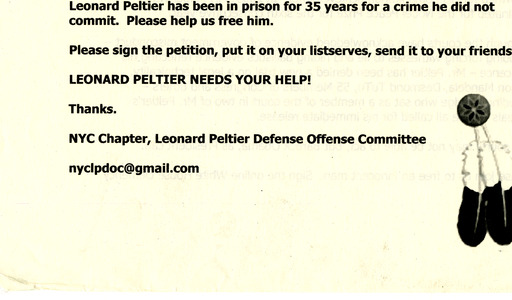 Leonard Peltier has been in prison for 35 years for a crime he did not
commit.  Please help us free him.
Please sign the petition, put it on your listserves, send it to your friends
LEONARD PELTIER NEEDS YOUR HELP!
Thanks.
NYC Chapter, Leonard Peltier Defense Offense Committee
nyclpdoc@gmail.com